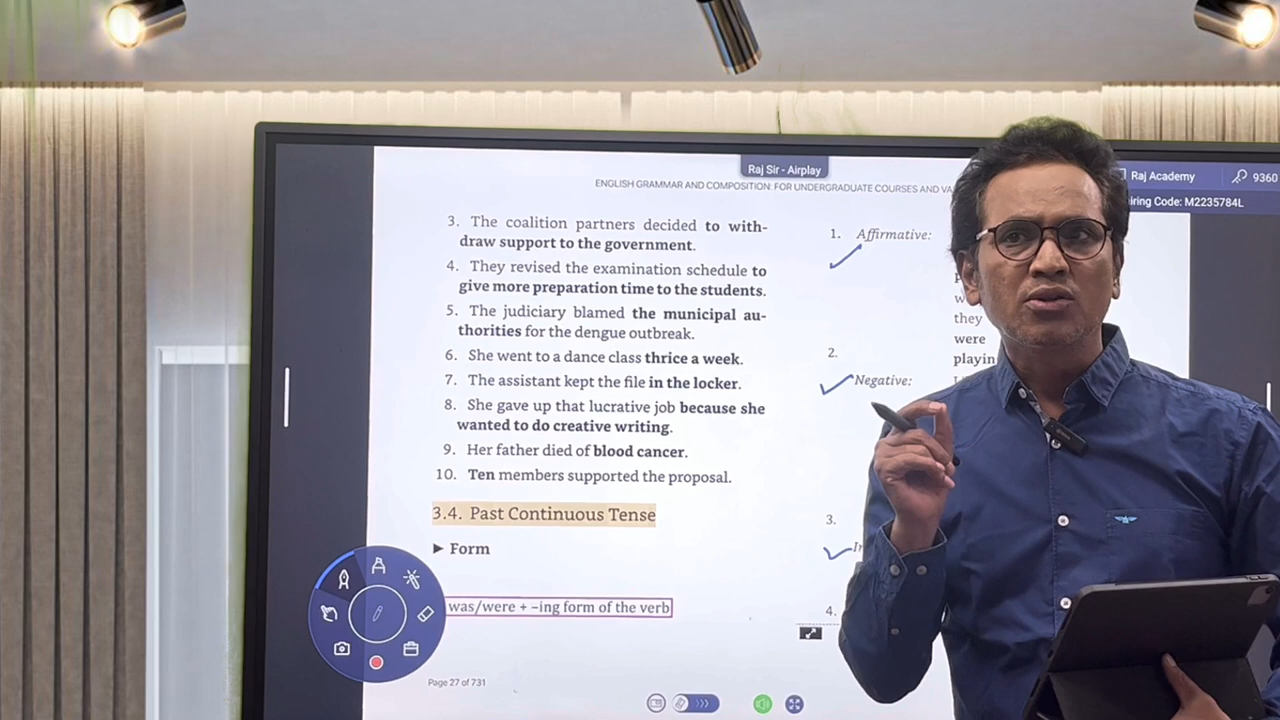 Raj Sir - Airplay
Raj Academy
9360
iring Code: M2235784L
ENGLISH GRAMMAR AND COMPOSITION: FOR UNDERGRADUATE COURSES AND
3. The coalition partners decided to with-
draw support to the government.
4. They revised the examination schedule to
give more preparation time to the students.
5. The judiciary blamed the municipal au-
thorities for the dengue outbreak.
6. She went to a dance class thrice a week.
7. The assistant kept the file in the locker.
8. She gave up that lucrative job because she
wanted to do creative writing.
9. Her father died of blood cancer.
10. Ten members supported the proposal.
3.4. Past Continuous Tense
► Form
was/were + –ing form of the verb
Page 27 of 731
1. Affirmative:
they
were
playin
2.
Negative:
3.
4.